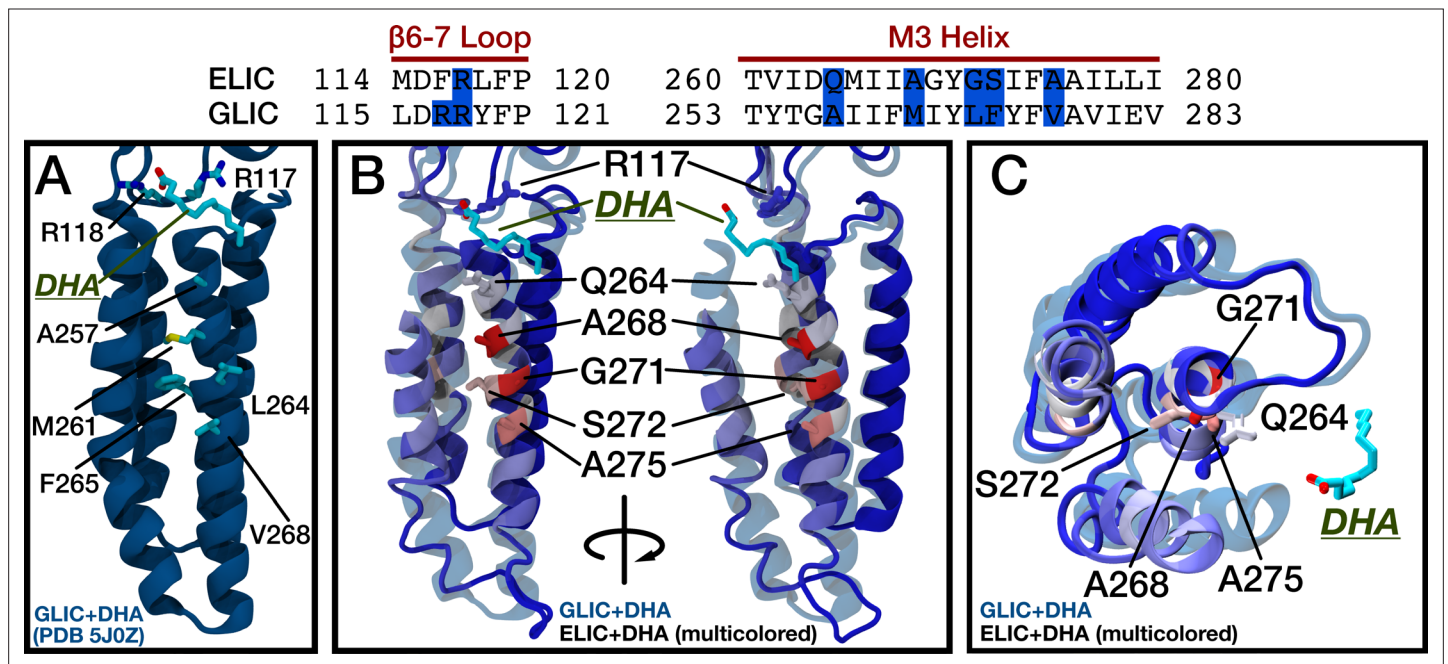 β6-7 Loop M3 Helix
ELIC 114 MDFRLFP 120 260 TVIDQMIIAGYGSIFAAILLI 280
GLIC 115 LDRRYFP 121 253 TYTGAIIFMIYLFYFVAVIEV 283
A
R117
R118
DHA
A257
M261
L264
F265
V268
GLIC+DHA
(PDB 5J0Z)
B
R117
DHA
Q264
A268
G271
S272
A275
GLIC+DHA
ELIC+DHA (multicolored)
C
G271
Q264
S272
DHA
A268
A275
GLIC+DHA
ELIC+DHA (multicolored)